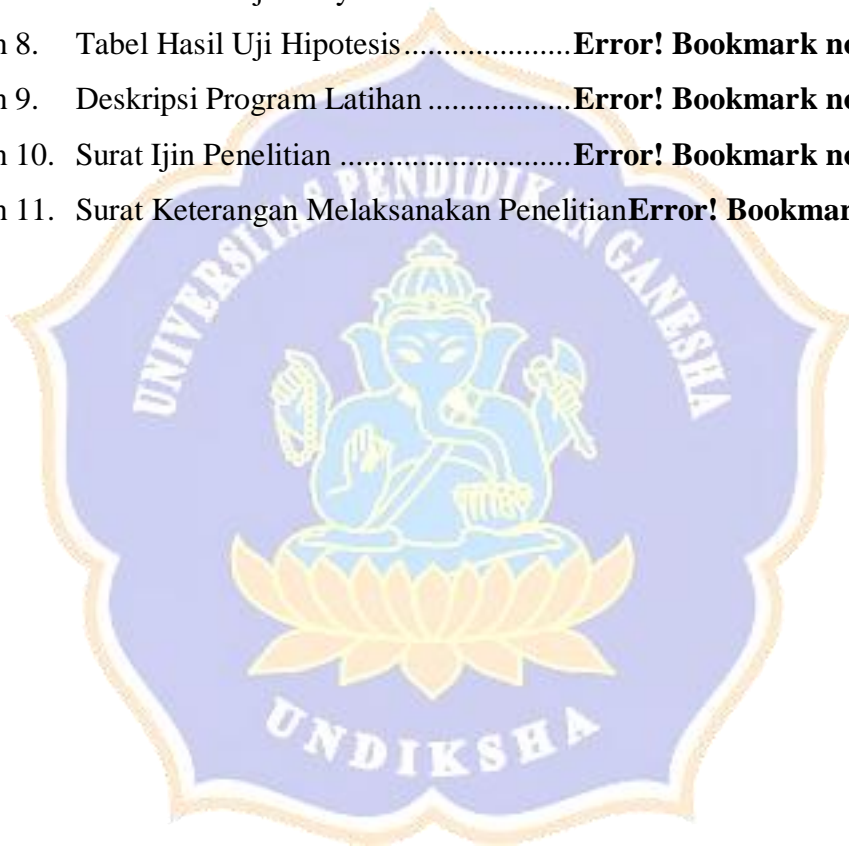 n 8. Tabel Hasil Uji Hipotesis.....................Error! Bookmark no
n 9. Deskripsi Program Latihan ..................Error! Bookmark no
n 10. Surat Ijin Penelitian .............................Error! Bookmark no
n 11. Surat Keterangan Melaksanakan PenelitianError! Bookmar
UNIVERSITAS PENDIDIKAN GANESHA
UNDIKSHA